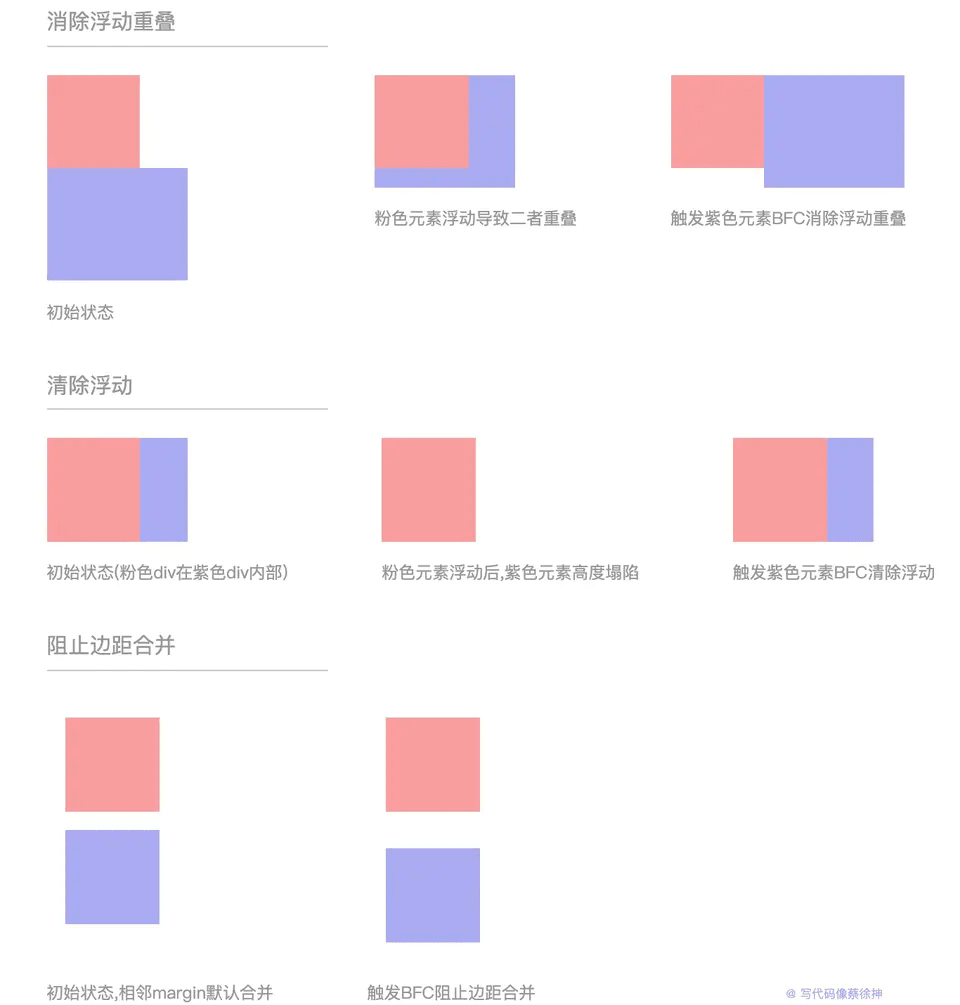 消除浮动重叠
粉色元素浮动导致二者重叠
触发紫色元素BFC消除浮动重叠
初始状态
清除浮动
初始状态(粉色div在紫色div内部)
粉色元素浮动后,紫色元素高度塌陷
触发紫色元素BFC清除浮动
阻止边距合并
初始状态,相邻margin默认合并
触发BFC阻止边距合并
@ 写代码像蔡徐抻